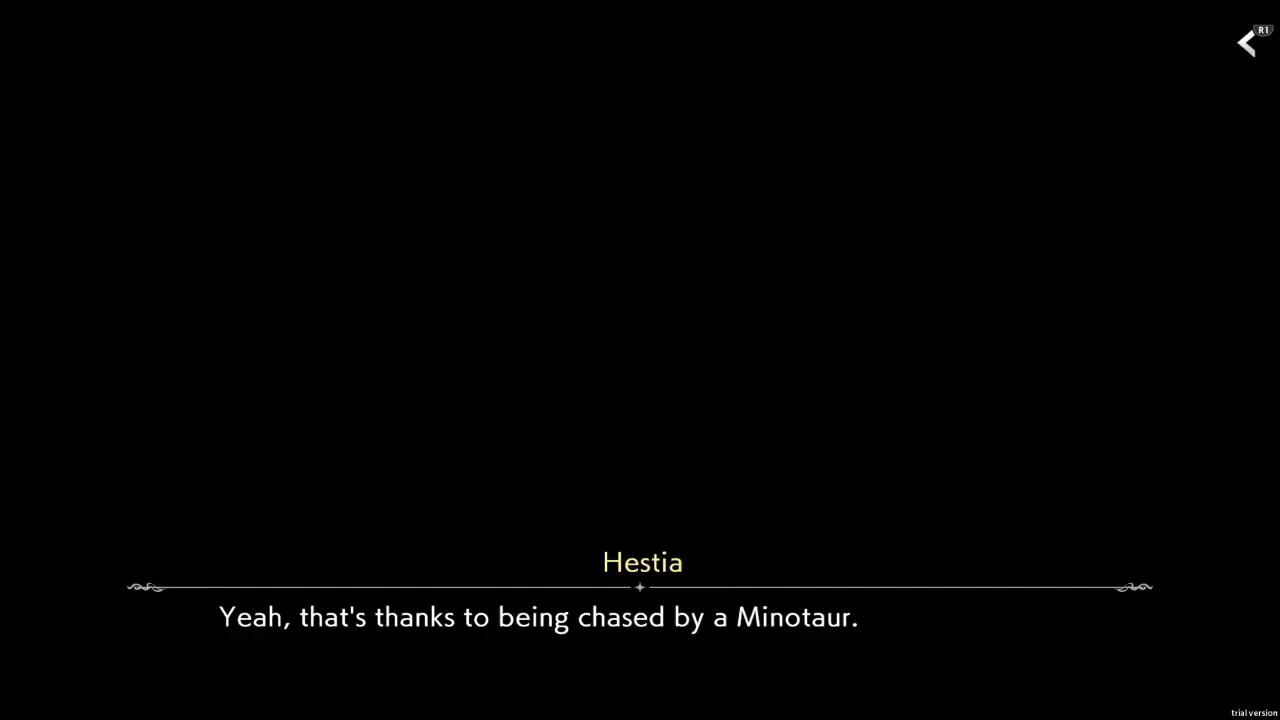 R1
Hestia
Yeah, that's thanks to being chased by a Minotaur.
trial version